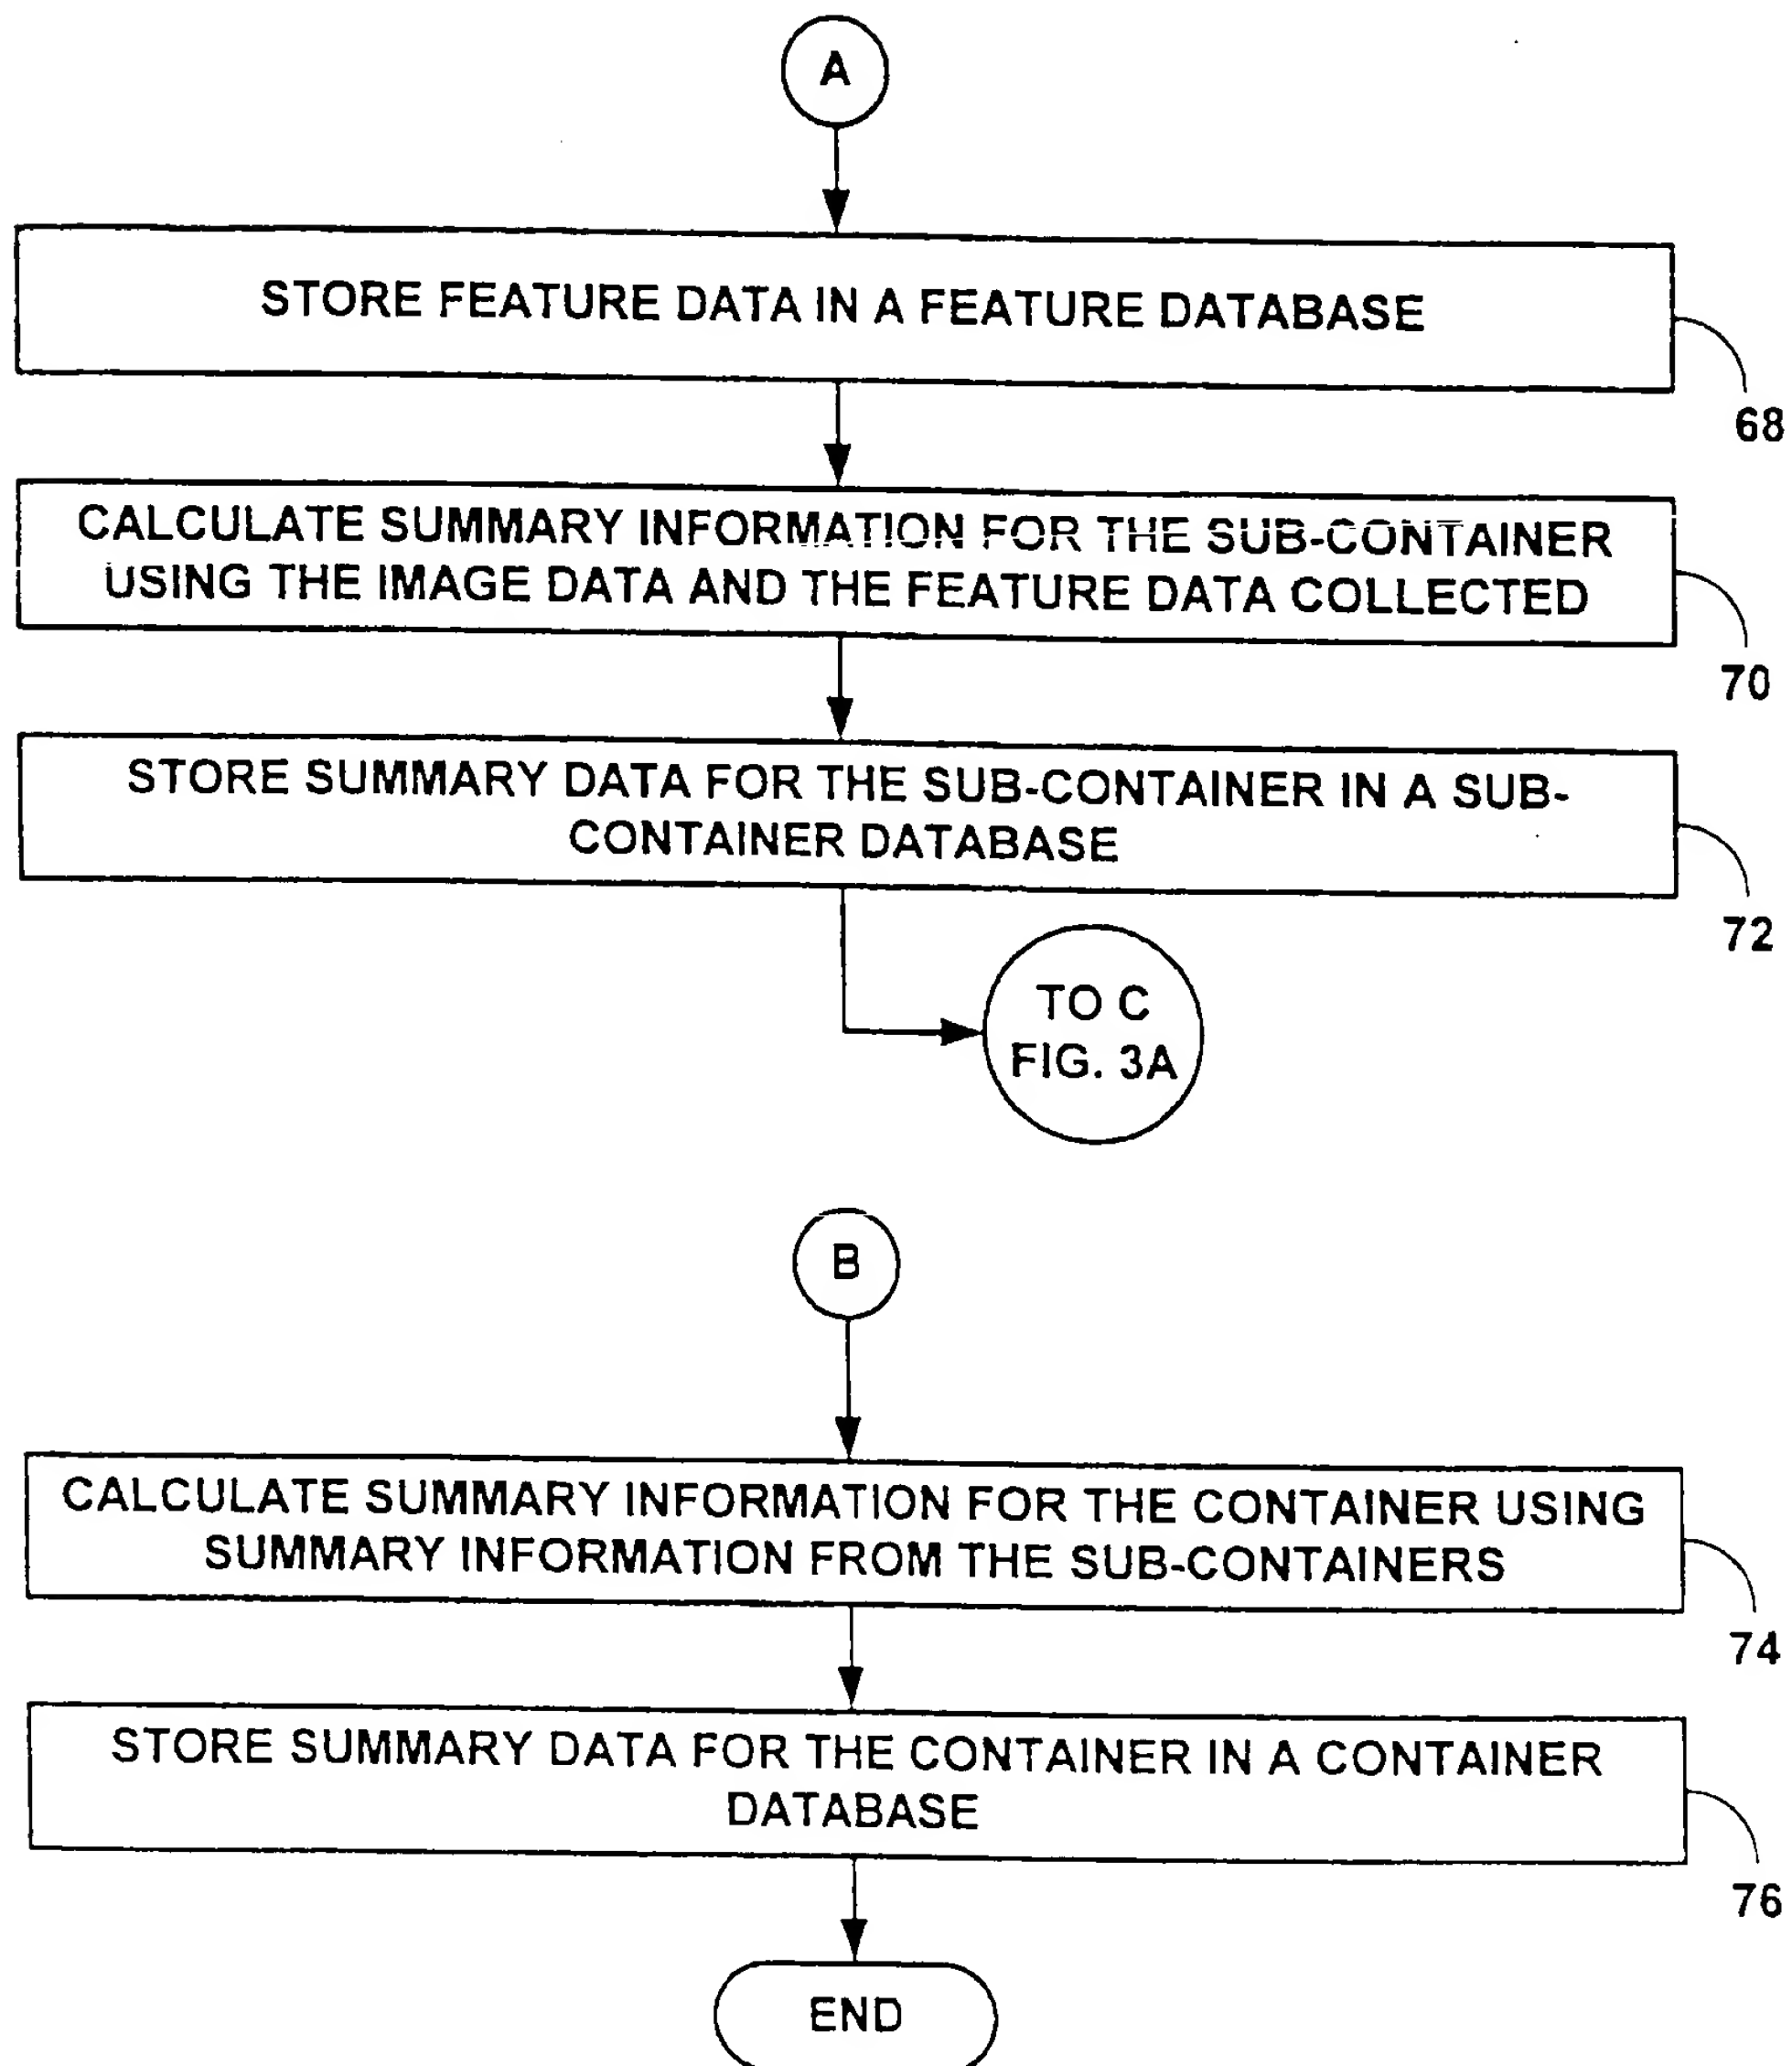 A
STORE FEATURE DATA IN A FEATURE DATABASE
68
CALCULATE SUMMARY INFORMATION FOR THE SUB-CONTAINER
USING THE IMAGE DATA AND THE FEATURE DATA COLLECTED
70
STORE SUMMARY DATA FOR THE SUB-CONTAINER IN A SUB-
CONTAINER DATABASE
72
TO C
FIG. 3A
B
CALCULATE SUMMARY INFORMATION FOR THE CONTAINER USING
SUMMARY INFORMATION FROM THE SUB-CONTAINERS
74
STORE SUMMARY DATA FOR THE CONTAINER IN A CONTAINER
DATABASE
76
END